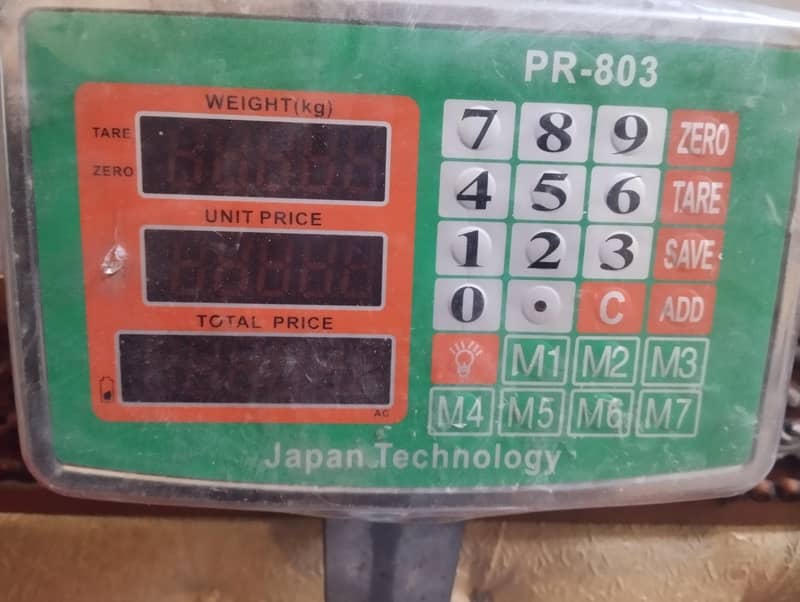 PR-803
WEIGHT(kg)
TARE
ZERO
UNIT PRICE
TOTAL PRICE
AC
7 8 9 ZERO
4 5 6 TARE
1 2 3 SAVE
0 . C ADD
M1 M2 M3
M4 M5 M6 M7
Japan Technology